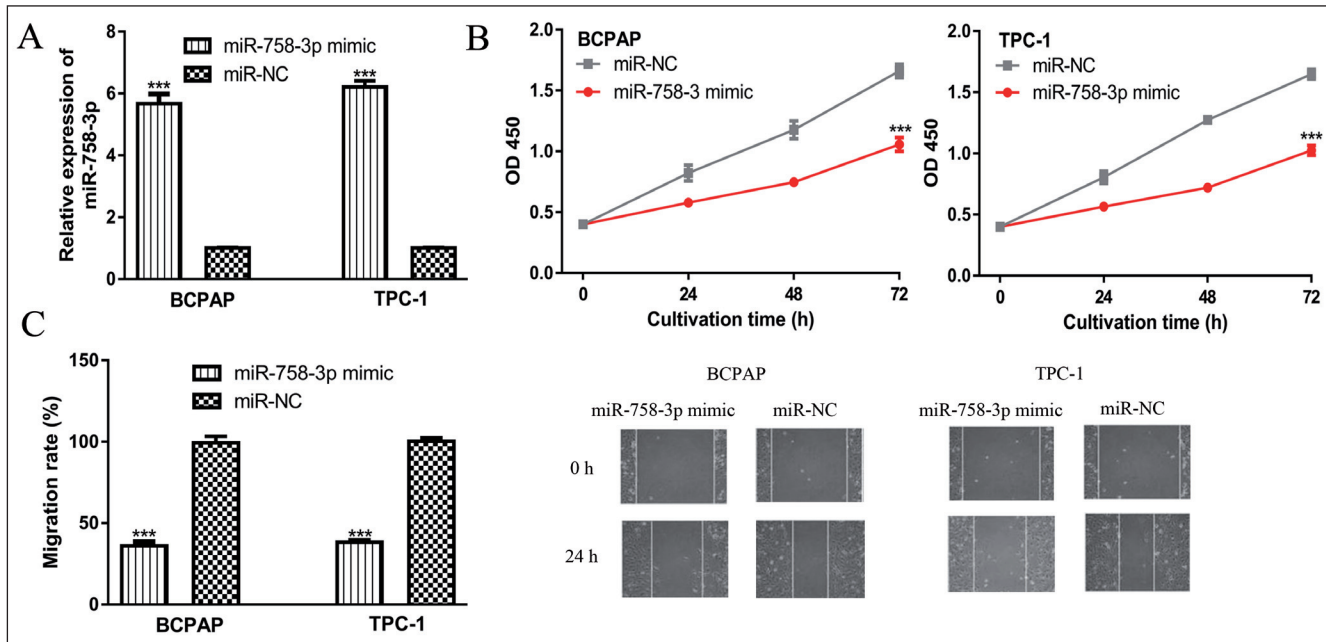 A
Relative expression of
miR-758-3p
8
6
4
2
0
miR-758-3p mimic
miR-NC
***
***
BCPAP
TPC-1
B
BCPAP
miR-NC
miR-758-3 mimic
OD 450
2.0
1.5
1.0
0.5
0.0
***
0
24
48
72
Cultivation time (h)
TPC-1
miR-NC
miR-758-3p mimic
OD 450
2.0
1.5
1.0
0.5
0.0
***
0
24
48
72
Cultivation time (h)
C
Migration rate (%)
150
100
50
0
miR-758-3p mimic
miR-NC
***
***
BCPAP
TPC-1
BCPAP
TPC-1
miR-758-3p mimic
miR-NC
miR-758-3p mimic
miR-NC
0 h
24 h